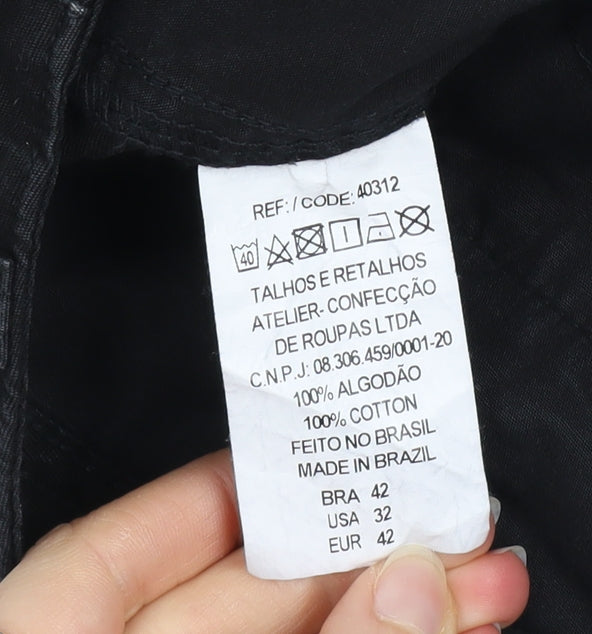 REF: / CODE: 40312
40
TALHOS E RETALHOS
ATELIER- CONFECÇÃO
DE ROUPAS LTDA
C.N.P.J: 08.306.459/0001-20
100% ALGODÃO
100% COTTON
FEITO NO BRASIL
MADE IN BRAZIL
BRA 42
USA 32
EUR 42